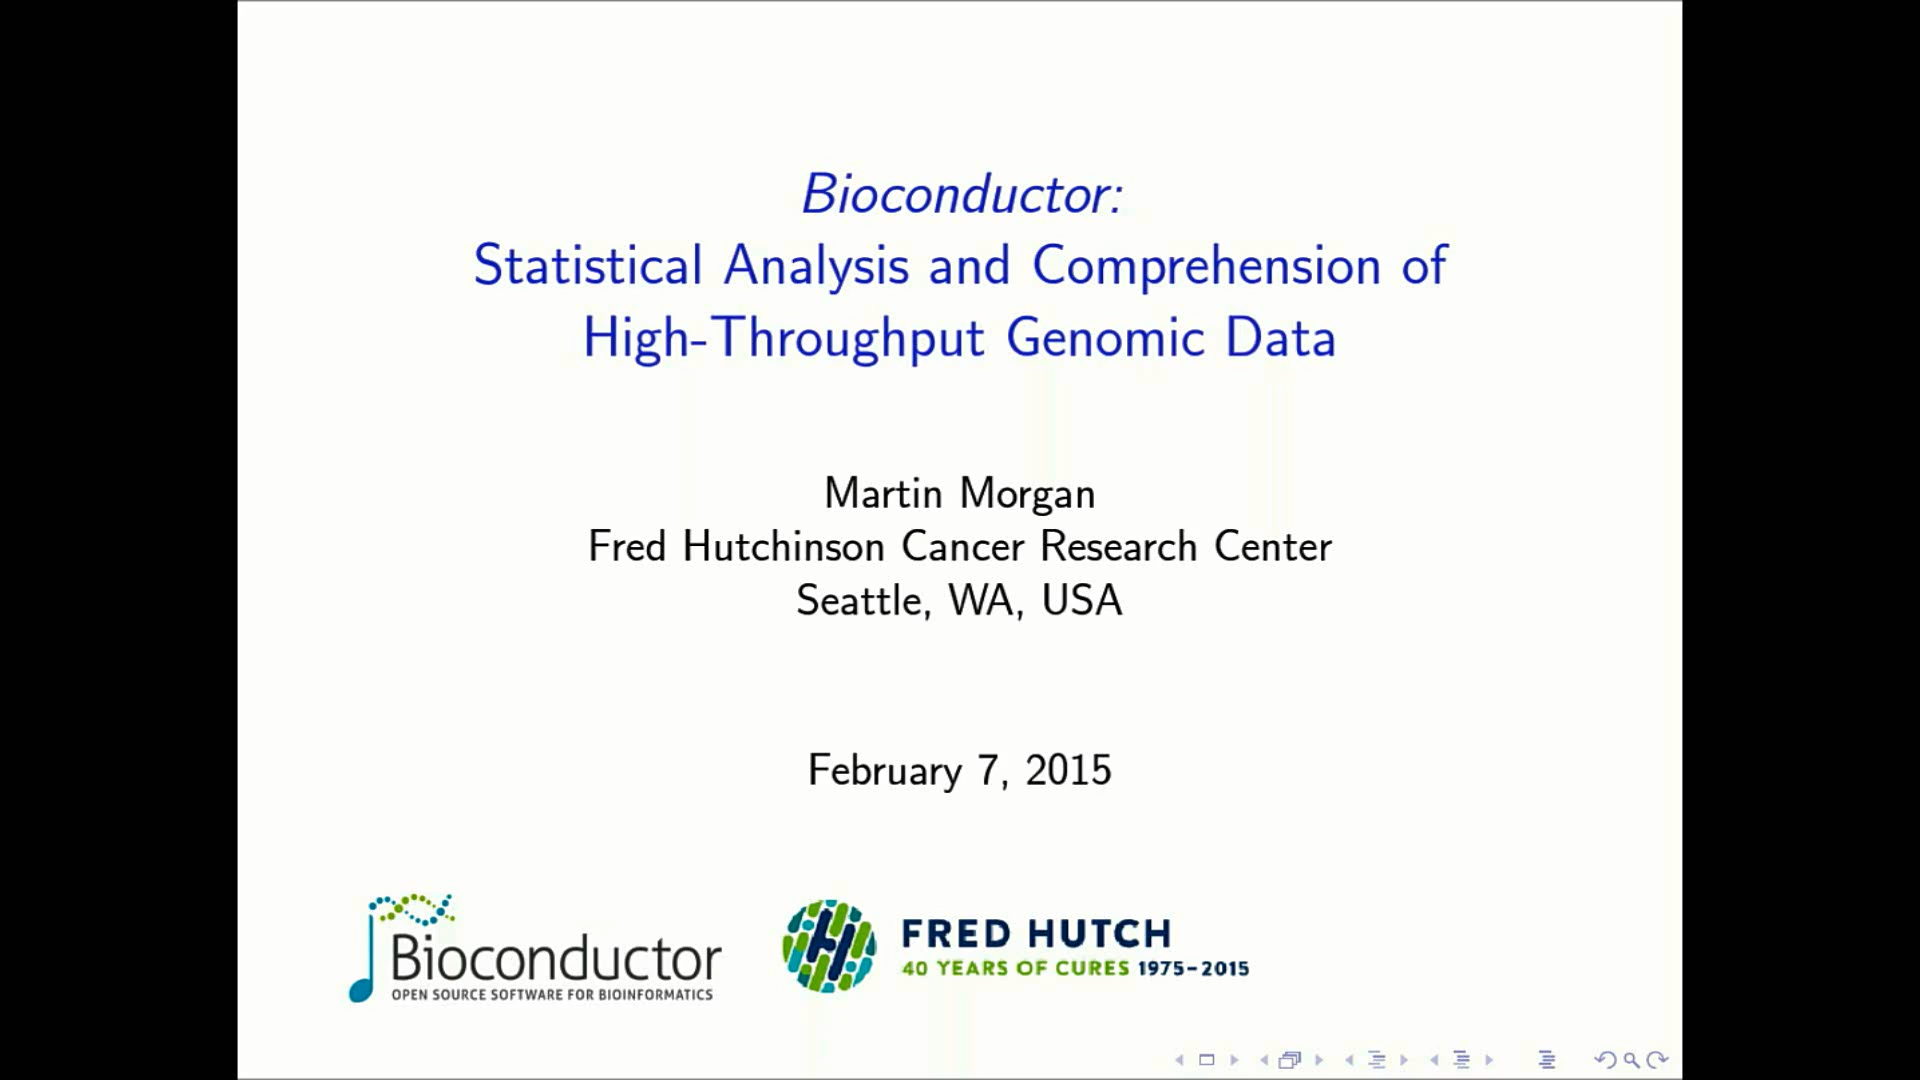 Bioconductor:
Statistical Analysis and Comprehension of
High-Throughput Genomic Data
Martin Morgan
Fred Hutchinson Cancer Research Center
Seattle, WA, USA
February 7, 2015
Bioconductor
OPEN SOURCE SOFTWARE FOR BIOINFORMATICS
FRED HUTCH
40 YEARS OF CURES 1975–2015